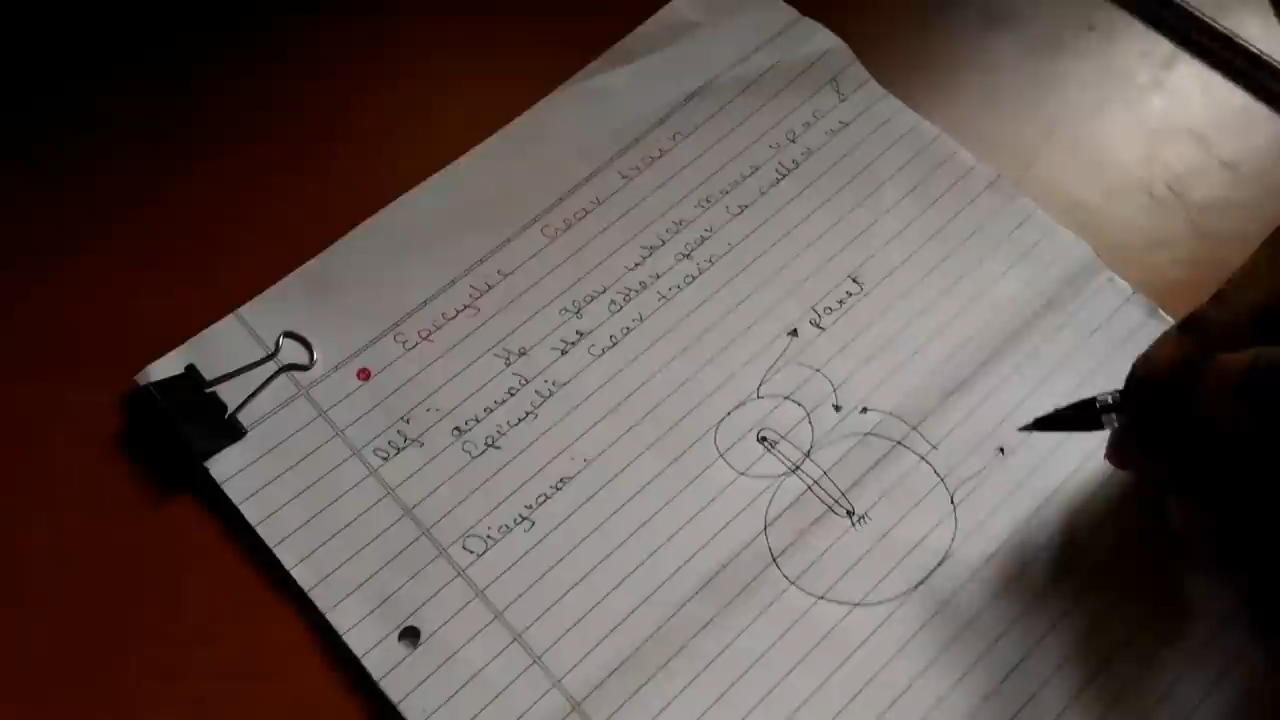 Epicyclic Gear train
Def: The gear which moves upon &
around the other gear is called as
Epicyclic Gear train.
Diagram:
planet